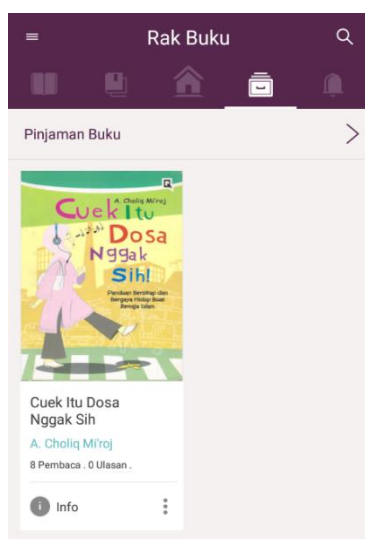 Rak Buku
Pinjaman Buku
A. Choliq Mi'roj
Cuek Itu
Dosa
Nggak
Sih!
Panduan Bersikap dan
Bergaya Hidup Buat
Remaja Islam
Cuek Itu Dosa
Nggak Sih
A. Choliq Mi'roj
8 Pembaca . 0 Ulasan .
i Info